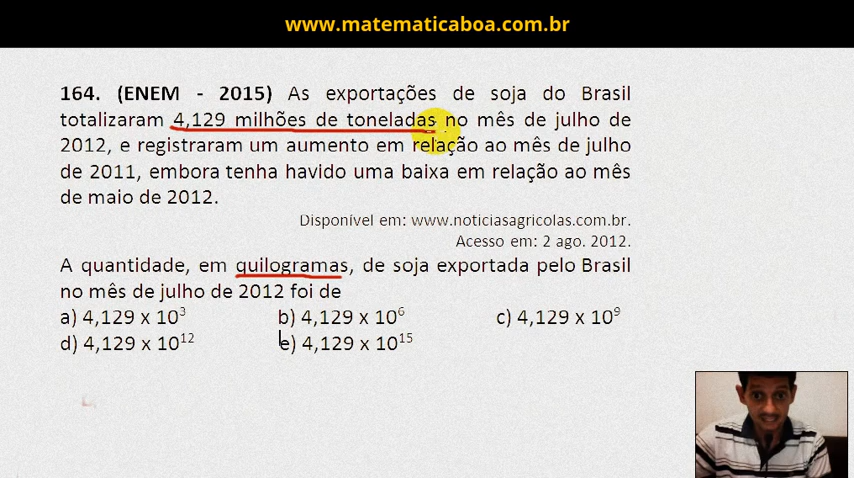 www.matematicaboa.com.br
164. (ENEM - 2015) As exportações de soja do Brasil
totalizaram 4,129 milhões de toneladas no mês de julho de
2012, e registraram um aumento em relação ao mês de julho
de 2011, embora tenha havido uma baixa em relação ao mês
de maio de 2012.
Disponível em: www.noticiasagricolas.com.br.
Acesso em: 2 ago. 2012.
A quantidade, em quilogramas, de soja exportada pelo Brasil
no mês de julho de 2012 foi de
a) 4,129 x 10³ b) 4,129 x 10⁶ c) 4,129 x 10⁹
d) 4,129 x 10¹² e) 4,129 x 10¹⁵